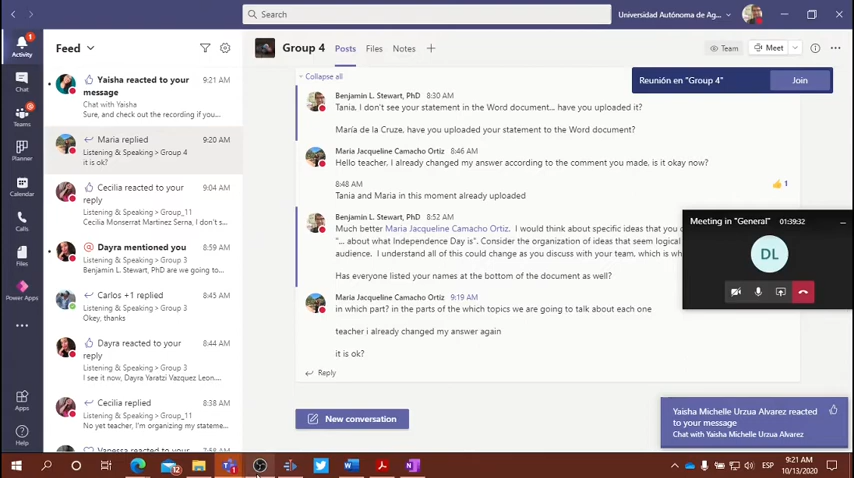 Search
Universidad Autónoma de Ag...
Activity
1
Chat
Teams
Planner
Calendar
Calls
Files
Power Apps
Apps
Help
Feed
Yaisha reacted to your
message
9:21 AM
Chat with Yaisha
Sure, and check the recording if you...
Maria replied
9:20 AM
Listening & Speaking > Group 4
it is ok?
Cecilia reacted to your
reply
9:04 AM
Listening & Speaking > Group_11
Cecilia Monserrat Martinez Serna, I don't s...
Dayra mentioned you
8:59 AM
Listening & Speaking > Group 3
Benjamin L. Stewart, PhD are we going to...
Carlos +1 replied
8:45 AM
Listening & Speaking > Group 3
Okey, thanks
Dayra reacted to your
reply
8:44 AM
Listening & Speaking > Group 3
I see it now, Dayra Yaratzi Vazquez Leon.
Cecilia replied
8:38 AM
Listening & Speaking > Group_11
No yet teacher, I'm organizing my stateme...
Vanessa reacted to your
7:58 AM
Group 4
Posts
Files
Notes
Team
Meet
Collapse all
Reunión en "Group 4"
Join
Benjamin L. Stewart, PhD 8:30 AM
Tania, I don't see your statement in the Word document... have you uploaded it?
María de la Cruze, have you uploaded your statement to the Word document?
Maria Jacqueline Camacho Ortiz 8:46 AM
Hello teacher, I already changed my answer according to the comment you made, is it okay now?
8:48 AM
1
Tania and Maria in this moment already uploaded
Benjamin L. Stewart, PhD 8:52 AM
Much better Maria Jacqueline Camacho Ortiz. I would think about specific ideas that you
"... about what Independence Day is". Consider the organization of ideas that seem logical
audience. I understand all of this could change as you discuss with your team, which is
Has everyone listed your names at the bottom of the document as well?
Maria Jacqueline Camacho Ortiz 9:19 AM
in which part? in the parts of the which topics we are going to talk about each one
teacher i already changed my answer again
it is ok?
Reply
New conversation
Meeting in "General"
01:39:32
DL
Yaisha Michelle Urzua Alvarez reacted
to your message
Chat with Yaisha Michelle Urzua Alvarez
12
1
ESP
9:21 AM
10/13/2020